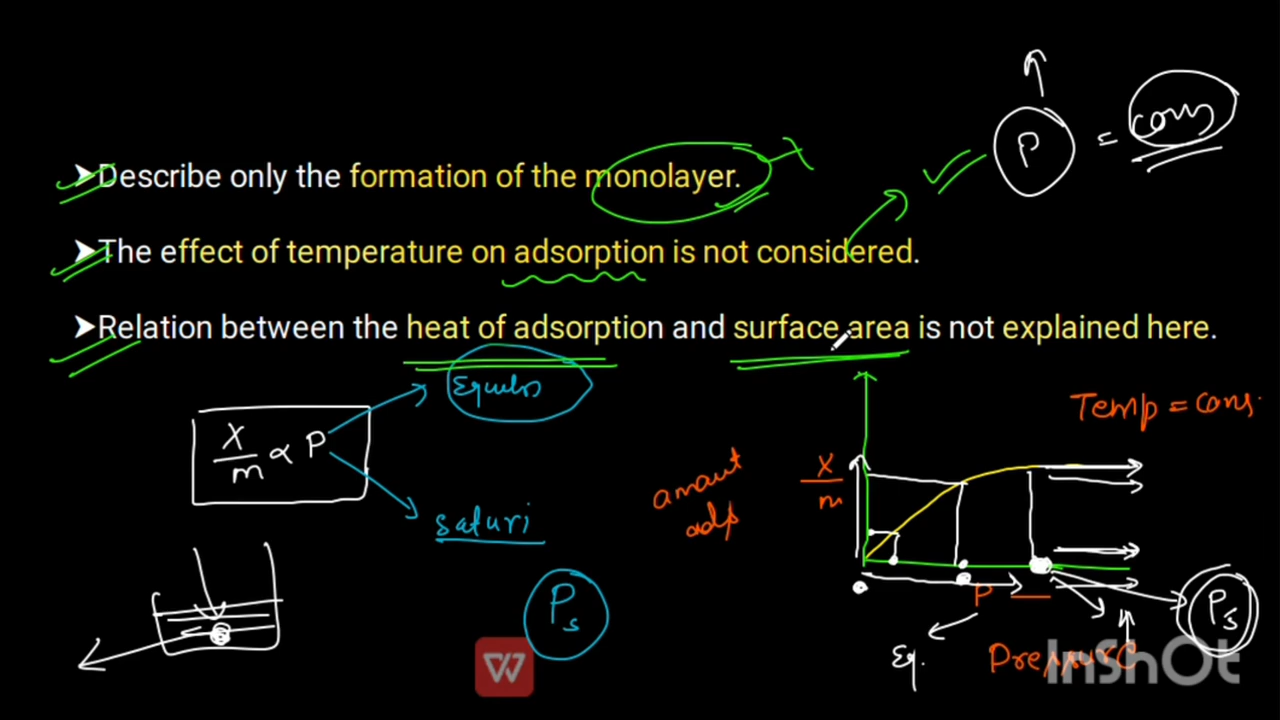 ➤Describe only the formation of the monolayer.
P = cons
➤The effect of temperature on adsorption is not considered.
➤Relation between the heat of adsorption and surface area is not explained here.
X/m ∝ P
saturi
Ps
amaut
adp
X/m
Temp = cons.
P
Eq.
Pressure
Ps
InShOt